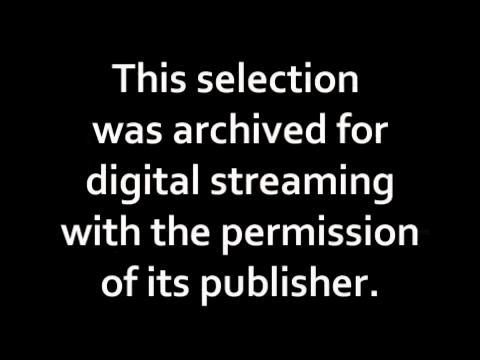 This selection
was archived for
digital streaming
with the permission
of its publisher.